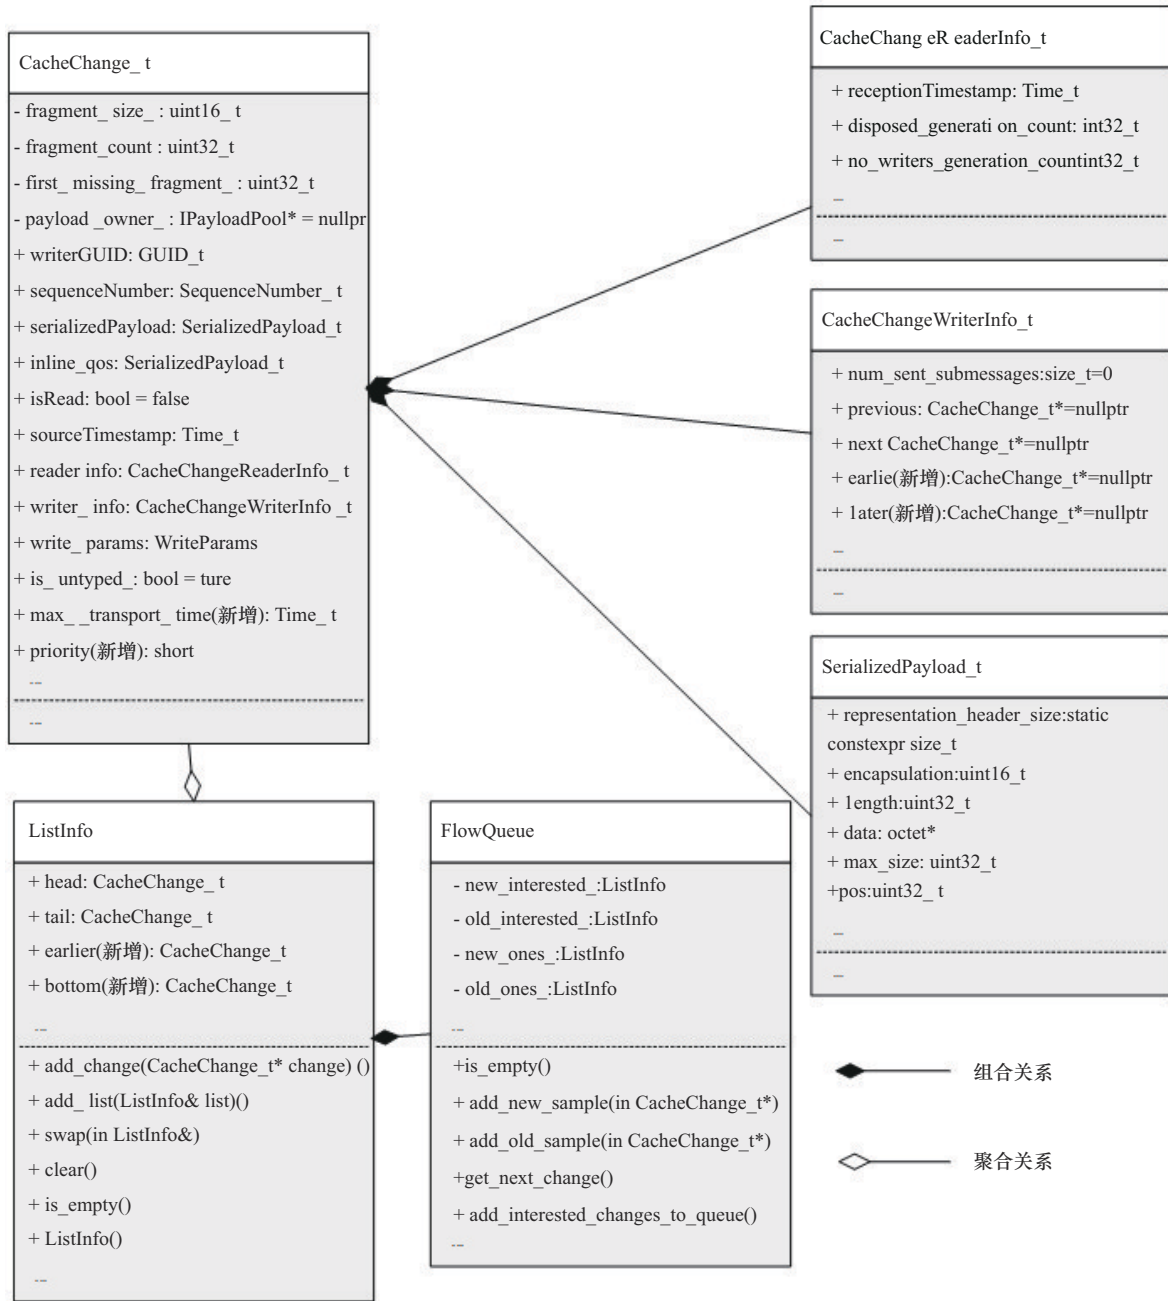 CacheChange_ t
- fragment_ size_ : uint16_ t
- fragment_count : uint32_t
- first_ missing_ fragment_ : uint32_t
- payload _owner_ : IPayloadPool* = nullpr
+ writerGUID: GUID_t
+ sequenceNumber: SequenceNumber_ t
+ serializedPayload: SerializedPayload_t
+ inline_qos: SerializedPayload_t
+ isRead: bool = false
+ sourceTimestamp: Time_t
+ reader info: CacheChangeReaderInfo_ t
+ writer_ info: CacheChangeWriterInfo _t
+ write_ params: WriteParams
+ is_ untyped_: bool = ture
+ max_ _transport_ time(新增): Time_ t
+ priority(新增): short
...
...
CacheChang eR eaderInfo_t
+ receptionTimestamp: Time_t
+ disposed_generati on_count: int32_t
+ no_writers_generation_countint32_t
...
...
CacheChangeWriterInfo_t
+ num_sent_submessages:size_t=0
+ previous: CacheChange_t*=nullptr
+ next CacheChange_t*=nullptr
+ earlie(新增):CacheChange_t*=nullptr
+ 1ater(新增):CacheChange_t*=nullptr
...
...
SerializedPayload_t
+ representation_header_size:static
constexpr size_t
+ encapsulation:uint16_t
+ 1ength:uint32_t
+ data: octet*
+ max_size: uint32_t
+pos:uint32_ t
...
...
ListInfo
+ head: CacheChange_ t
+ tail: CacheChange_ t
+ earlier(新增): CacheChange_t
+ bottom(新增): CacheChange_t
...
+ add_change(CacheChange_t* change) ()
+ add_ list(ListInfo& list)()
+ swap(in ListInfo&)
+ clear()
+ is_empty()
+ ListInfo()
...
FlowQueue
- new_interested_:ListInfo
- old_interested_:ListInfo
- new_ones_:ListInfo
- old_ones_:ListInfo
...
+is_empty()
+ add_new_sample(in CacheChange_t*)
+ add_old_sample(in CacheChange_t*)
+get_next_change()
+ add_interested_changes_to_queue()
...
组合关系
聚合关系